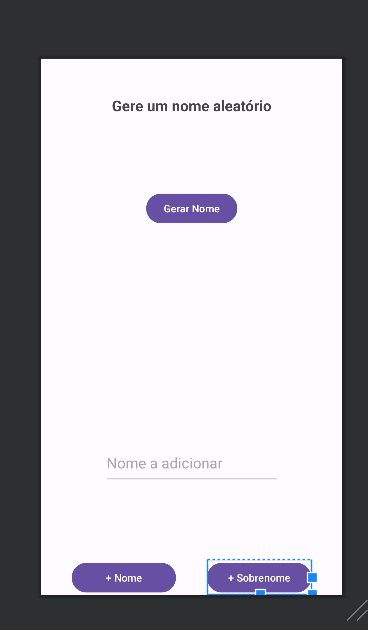 Gere um nome aleatório
Gerar Nome
Nome a adicionar
+ Nome
+ Sobrenome